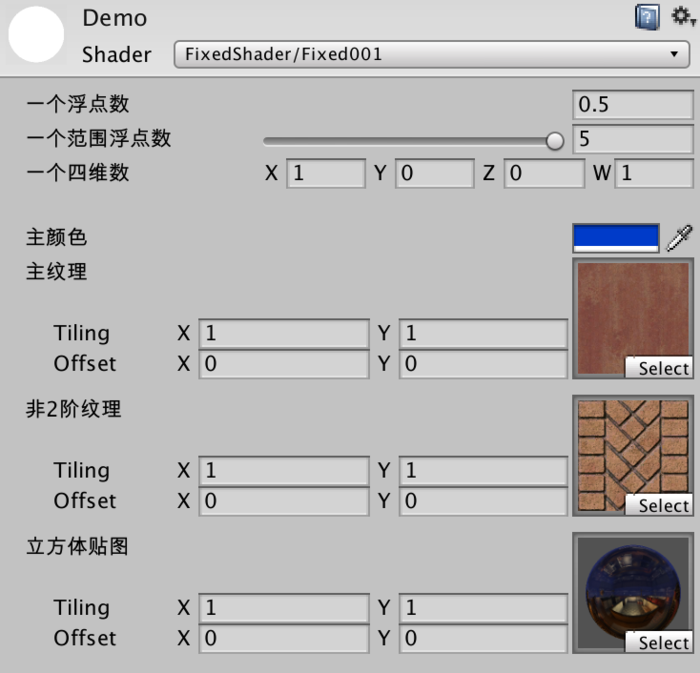 Demo
Shader FixedShader/Fixed001
一个浮点数 0.5
一个范围浮点数 5
一个四维数 X 1 Y 0 Z 0 W 1
主颜色
主纹理
Tiling X 1 Y 1
Offset X 0 Y 0
Select
非2阶纹理
Tiling X 1 Y 1
Offset X 0 Y 0
Select
立方体贴图
Tiling X 1 Y 1
Offset X 0 Y 0
Select